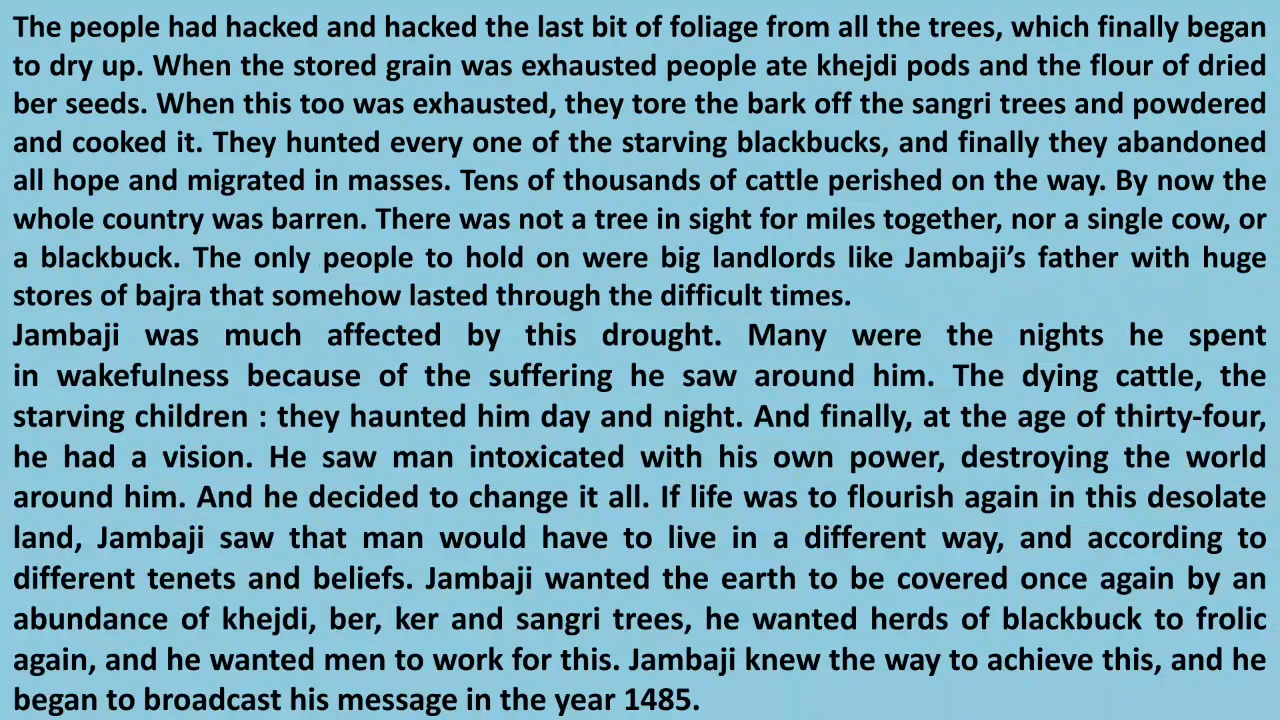 The people had hacked and hacked the last bit of foliage from all the trees, which finally began
to dry up. When the stored grain was exhausted people ate khejdi pods and the flour of dried
ber seeds. When this too was exhausted, they tore the bark off the sangri trees and powdered
and cooked it. They hunted every one of the starving blackbucks, and finally they abandoned
all hope and migrated in masses. Tens of thousands of cattle perished on the way. By now the
whole country was barren. There was not a tree in sight for miles together, nor a single cow, or
a blackbuck. The only people to hold on were big landlords like Jambaji’s father with huge
stores of bajra that somehow lasted through the difficult times.
Jambaji was much affected by this drought. Many were the nights he spent
in wakefulness because of the suffering he saw around him. The dying cattle, the
starving children : they haunted him day and night. And finally, at the age of thirty-four,
he had a vision. He saw man intoxicated with his own power, destroying the world
around him. And he decided to change it all. If life was to flourish again in this desolate
land, Jambaji saw that man would have to live in a different way, and according to
different tenets and beliefs. Jambaji wanted the earth to be covered once again by an
abundance of khejdi, ber, ker and sangri trees, he wanted herds of blackbuck to frolic
again, and he wanted men to work for this. Jambaji knew the way to achieve this, and he
began to broadcast his message in the year 1485.